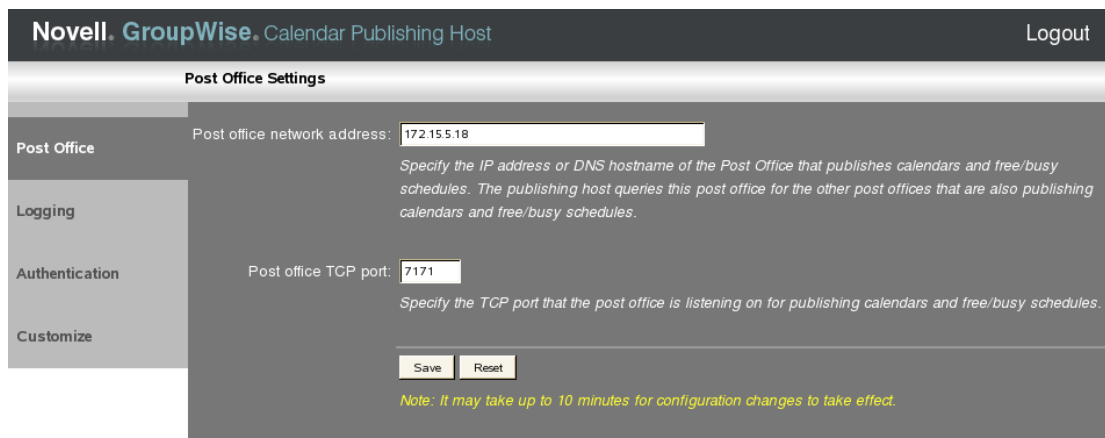 Novell. GroupWise. Calendar Publishing Host
Logout
Post Office Settings
Post Office
Logging
Authentication
Customize
Post office network address: 172.15.5.18
Specify the IP address or DNS hostname of the Post Office that publishes calendars and free/busy
schedules. The publishing host queries this post office for the other post offices that are also publishing
calendars and free/busy schedules.
Post office TCP port: 7171
Specify the TCP port that the post office is listening on for publishing calendars and free/busy schedules.
Save
Reset
Note: It may take up to 10 minutes for configuration changes to take effect.